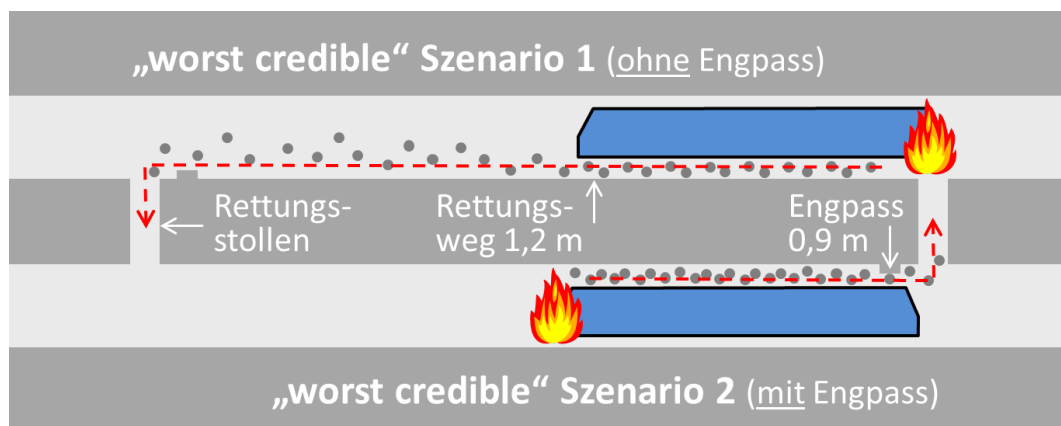 „worst credible“ Szenario 1 (ohne Engpass)
Rettungs-
stollen
Rettungs-
weg 1,2 m
Engpass
0,9 m
„worst credible“ Szenario 2 (mit Engpass)